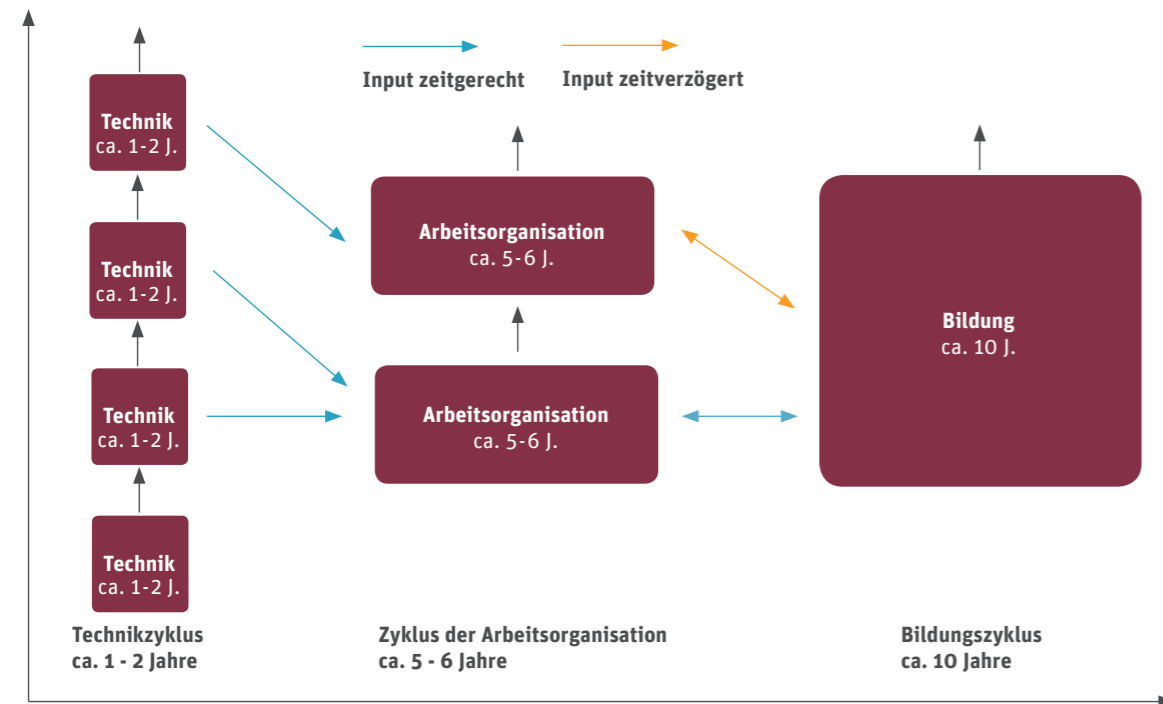 Input zeitgerecht
Input zeitverzögert
Technik
ca. 1-2 J.
Technik
ca. 1-2 J.
Technik
ca. 1-2 J.
Technik
ca. 1-2 J.
Arbeitsorganisation
ca. 5-6 J.
Arbeitsorganisation
ca. 5-6 J.
Bildung
ca. 10 J.
Technikzyklus
ca. 1 - 2 Jahre
Zyklus der Arbeitsorganisation
ca. 5 - 6 Jahre
Bildungszyklus
ca. 10 Jahre